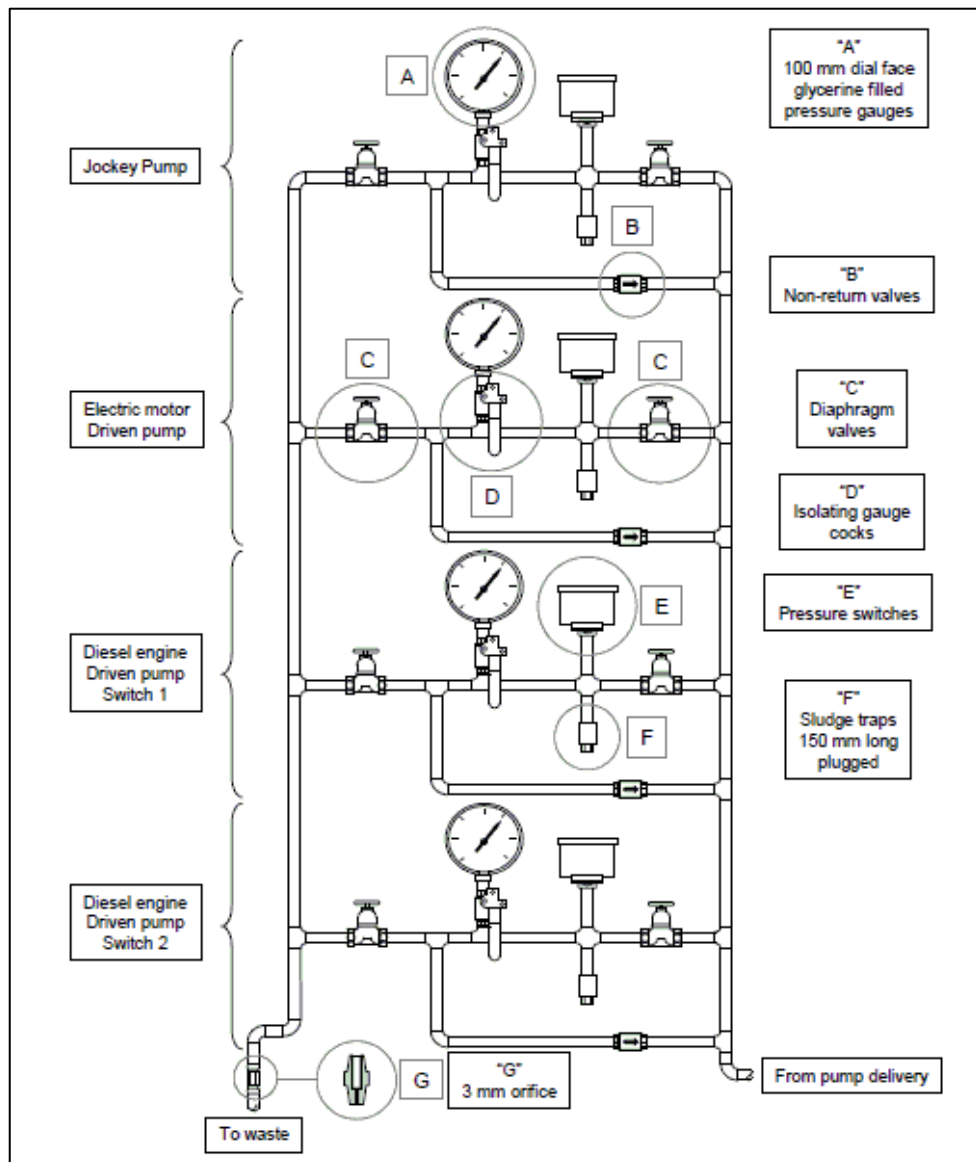 A
"A"
100 mm dial face
glycerine filled
pressure gauges
Jockey Pump
B
"B"
Non-return valves
C
C
Electric motor
Driven pump
"C"
Diaphragm
valves
D
"D"
Isolating gauge
cocks
E
"E"
Pressure switches
Diesel engine
Driven pump
Switch 1
F
"F"
Sludge traps
150 mm long
plugged
Diesel engine
Driven pump
Switch 2
G
"G"
3 mm orifice
From pump delivery
To waste